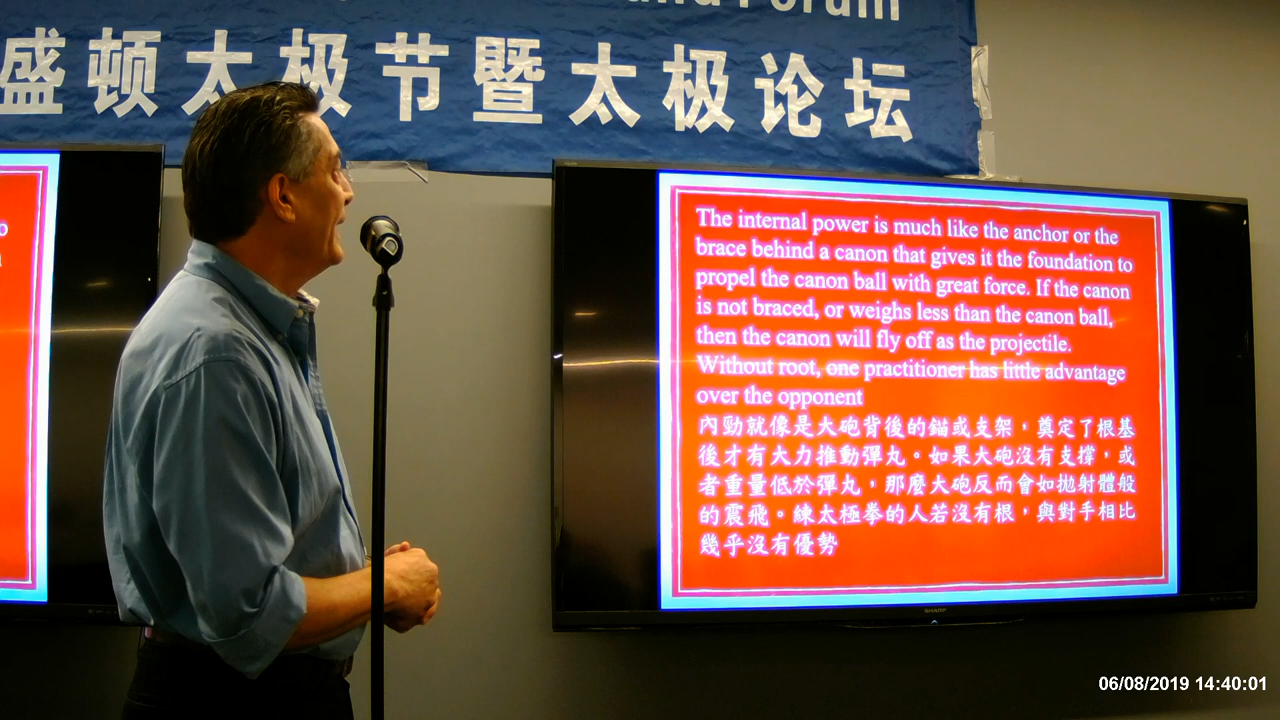 and Forum
盛顿太极节暨太极论坛
The internal power is much like the anchor or the
brace behind a canon that gives it the foundation to
propel the canon ball with great force. If the canon
is not braced, or weighs less than the canon ball,
then the canon will fly off as the projectile.
Without root, one practitioner has little advantage
over the opponent
內勁就像是大砲背後的錨或支架，奠定了根基
後才有大力推動彈丸。如果大砲沒有支撐，或
者重量低於彈丸，那麼大砲反而會如拋射體般
的震飛。練太極拳的人若沒有根，與對手相比
幾乎沒有優勢
SHARP
06/08/2019 14:40:01